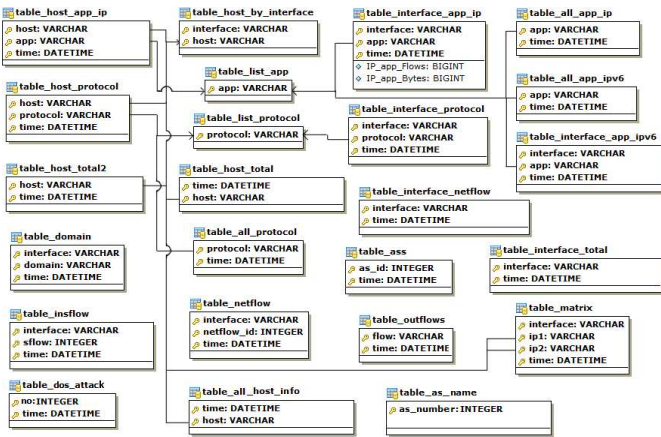 table_host_app_ip
host: VARCHAR
app: VARCHAR
time: DATETIME
table_host_by_interface
interface: VARCHAR
host: VARCHAR
table_interface_app_ip
interface: VARCHAR
app: VARCHAR
time: DATETIME
IP_app_Flows: BIGINT
IP_app_Bytes: BIGINT
table_all_app_ip
app: VARCHAR
time: DATETIME
table_list_app
app: VARCHAR
table_all_app_ipv6
app: VARCHAR
time: DATETIME
table_host_protocol
host: VARCHAR
protocol: VARCHAR
time: DATETIME
table_list_protocol
protocol: VARCHAR
table_interface_protocol
interface: VARCHAR
protocol: VARCHAR
time: DATETIME
table_interface_app_ipv6
interface: VARCHAR
app: VARCHAR
time: DATETIME
table_host_total2
host: VARCHAR
time: DATETIME
table_host_total
time: DATETIME
host: VARCHAR
table_interface_netflow
interface: VARCHAR
time: DATETIME
table_domain
interface: VARCHAR
domain: VARCHAR
time: DATETIME
table_all_protocol
protocol: VARCHAR
time: DATETIME
table_ass
as_id: INTEGER
time: DATETIME
table_interface_total
interface: VARCHAR
time: DATETIME
table_insflow
interface: VARCHAR
sflow: INTEGER
time: DATETIME
table_netflow
interface: VARCHAR
netflow_id: INTEGER
time: DATETIME
table_outflows
flow: VARCHAR
time: DATETIME
table_matrix
interface: VARCHAR
ip1: VARCHAR
ip2: VARCHAR
time: DATETIME
table_dos_attack
no:INTEGER
time: DATETIME
table_all_host_info
time: DATETIME
host: VARCHAR
table_as_name
as_number:INTEGER